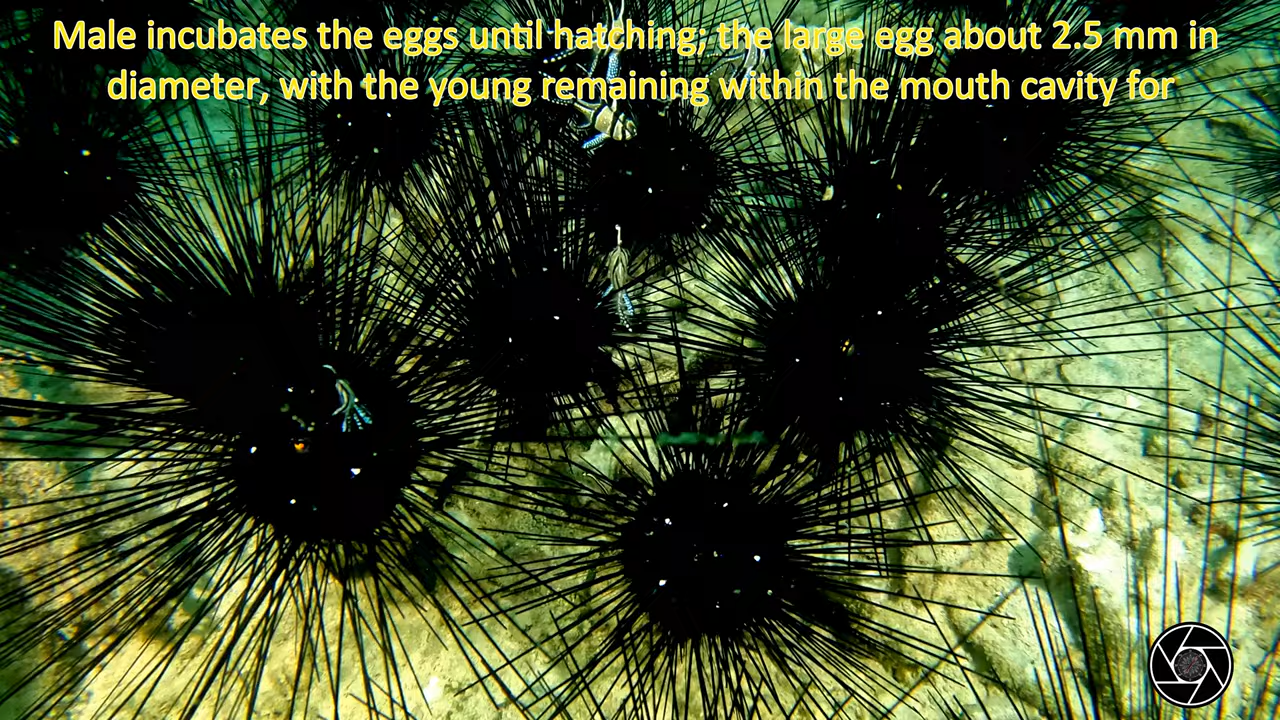 Male incubates the eggs until hatching; the large egg about 2.5 mm in
diameter, with the young remaining within the mouth cavity for